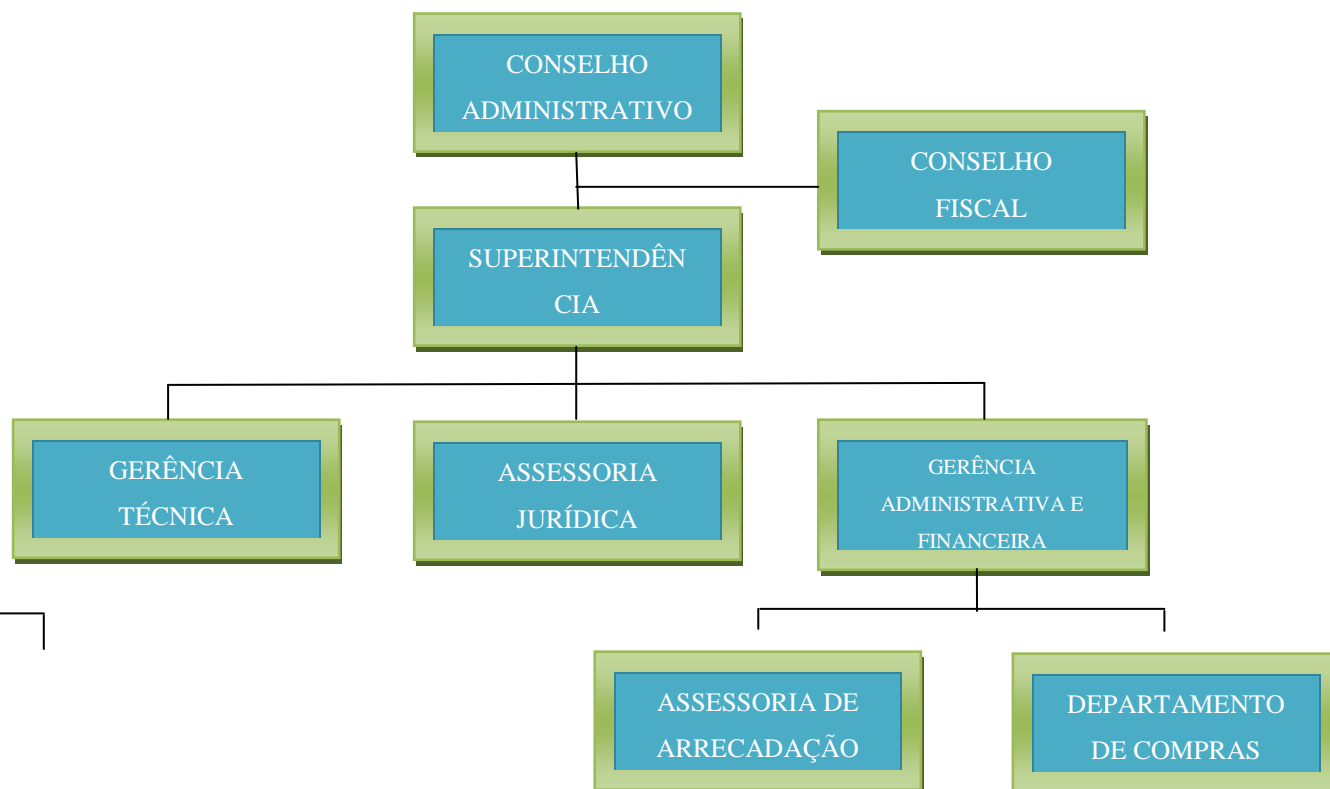 CONSELHO
ADMINISTRATIVO
CONSELHO
FISCAL
SUPERINTENDÊN
CIA
GERÊNCIA
TÉCNICA
ASSESSORIA
JURÍDICA
GERÊNCIA
ADMINISTRATIVA E
FINANCEIRA
ASSESSORIA DE
ARRECADAÇÃO
DEPARTAMENTO
DE COMPRAS